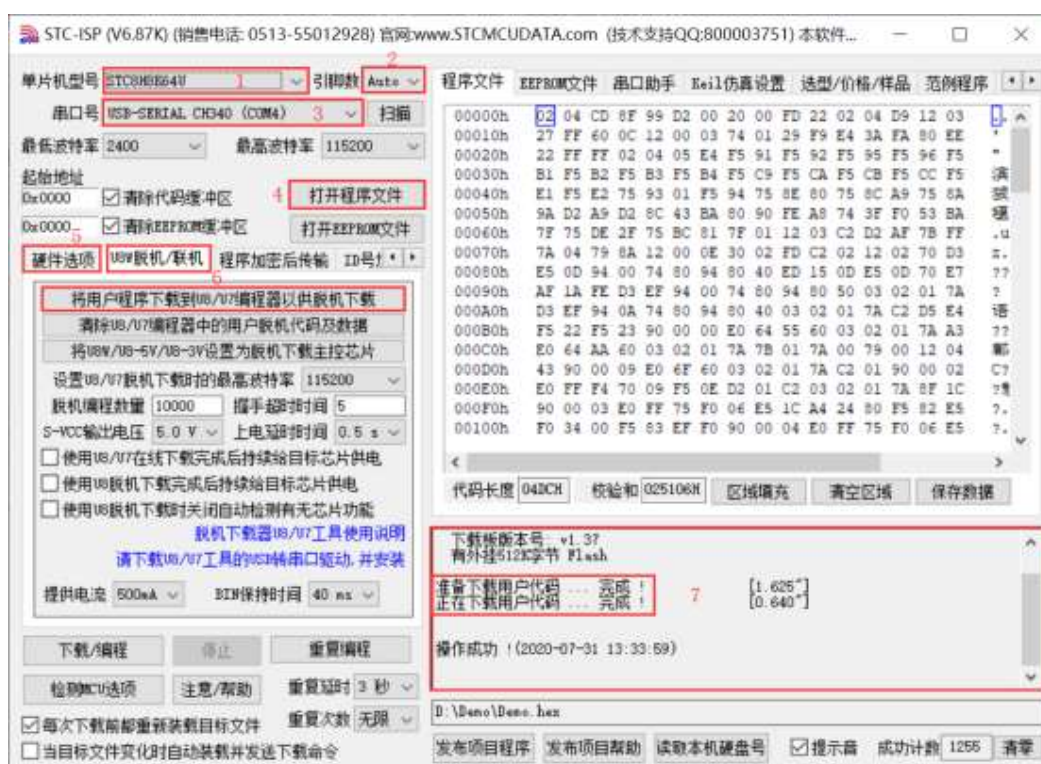 STC-ISP (V6.87K) (销售电话: 0513-55012928) 官网:www.STCMCUDATA.com (技术支持QQ:800003751) 本软件...
单片机型号 STC8H8K64U 1 引脚数 Auto 2
串口号 USB-SERIAL CH340 (COM4) 3 扫描
最低波特率 2400 最高波特率 115200
起始地址
0x0000 清除代码缓冲区 4 打开程序文件
0x0000 清除EEPROM缓冲区 打开EEPROM文件
5
硬件选项 U8W脱机/联机 程序加密后传输 ID号
6
将用户程序下载到U8/U7编程器以供脱机下载
清除U8/U7编程器中的用户脱机代码及数据
将U8W/U8-5V/U8-3V设置为脱机下载主控芯片
设置U8/U7脱机下载时的最高波特率 115200
脱机编程数量 10000 握手超时时间 5
S-VCC输出电压 5.0 V 上电延时时间 0.5 s
使用U8/U7在线下载完成后持续给目标芯片供电
使用U8脱机下载完成后持续给目标芯片供电
使用U8脱机下载时关闭自动检测有无芯片功能
脱机下载器U8/U7工具使用说明
请下载U8/U7工具的USB转串口驱动,并安装
提供电流 500mA BIN保持时间 40 ms
下载/编程 停止 重复编程
检测MCU选项 注意/帮助 重复延时 3 秒
每次下载前都重新装载目标文件 重复次数 无限
当目标文件变化时自动装载并发送下载命令
程序文件 EEPROM文件 串口助手 Keil仿真设置 选型/价格/样品 范例程序
00000h 02 04 CD 8F 99 D2 00 20 00 FD 22 02 04 D9 12 03
00010h 27 FF 60 0C 12 00 03 74 01 29 F9 E4 3A FA 80 EE
00020h 22 FF FF 02 04 05 E4 F5 91 F5 92 F5 95 F5 96 F5
00030h B1 F5 B2 F5 B3 F5 B4 F5 C9 F5 CA F5 CB F5 CC F5
00040h E1 F5 E2 75 93 01 F5 94 75 8E 80 75 8C A9 75 8A
00050h 9A D2 A9 D2 8C 43 BA 80 90 FE A8 74 3F F0 53 BA
00060h 7F 75 DE 2F 75 BC 81 7F 01 12 03 C2 D2 AF 7B FF
00070h 7A 04 79 8A 12 00 0E 30 02 FD C2 02 12 02 70 D3
00080h E5 0D 94 00 74 80 94 80 40 ED 15 0D E5 0D 70 E7
00090h AF 1A FE D3 EF 94 00 74 80 94 80 50 03 02 01 7A
000A0h D3 EF 94 0A 74 80 94 80 40 03 02 01 7A C2 D5 E4
000B0h F5 22 F5 23 90 00 00 E0 64 55 60 03 02 01 7A A3
000C0h E0 64 AA 60 03 02 01 7A 7B 01 7A 00 79 00 12 04
000D0h 43 90 00 09 E0 6F 60 03 02 01 7A C2 01 90 00 02
000E0h E0 FF F4 70 09 F5 0E D2 01 C2 03 02 01 7A 8F 1C
000F0h 90 00 03 E0 FF 75 F0 06 E5 1C A4 24 80 F5 82 E5
00100h F0 34 00 F5 83 EF F0 90 00 04 E0 FF 75 F0 06 E5
代码长度 04DCH 校验和 025106H 区域填充 清空区域 保存数据
下载板版本号: v1.37
有外挂512K字节 Flash
准备下载用户代码 ... 完成 ! [1.625"]
正在下载用户代码 ... 完成 ! 7 [0.640"]
操作成功 !(2020-07-31 13:33:59)
D:\Demo\Demo.hex
发布项目程序 发布项目帮助 读取本机硬盘号 提示音 成功计数 1255 清零